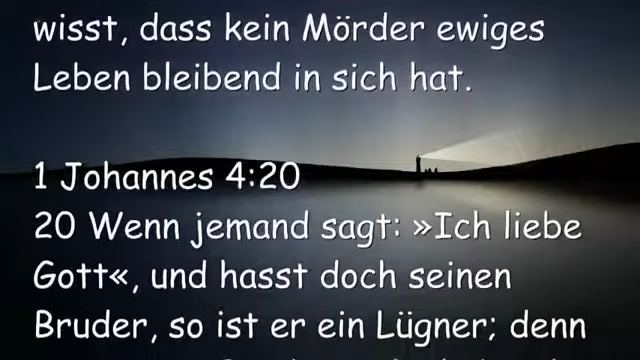 wisst, dass kein Mörder ewiges
Leben bleibend in sich hat.
1 Johannes 4:20
20 Wenn jemand sagt: »Ich liebe
Gott«, und hasst doch seinen
Bruder, so ist er ein Lügner; denn